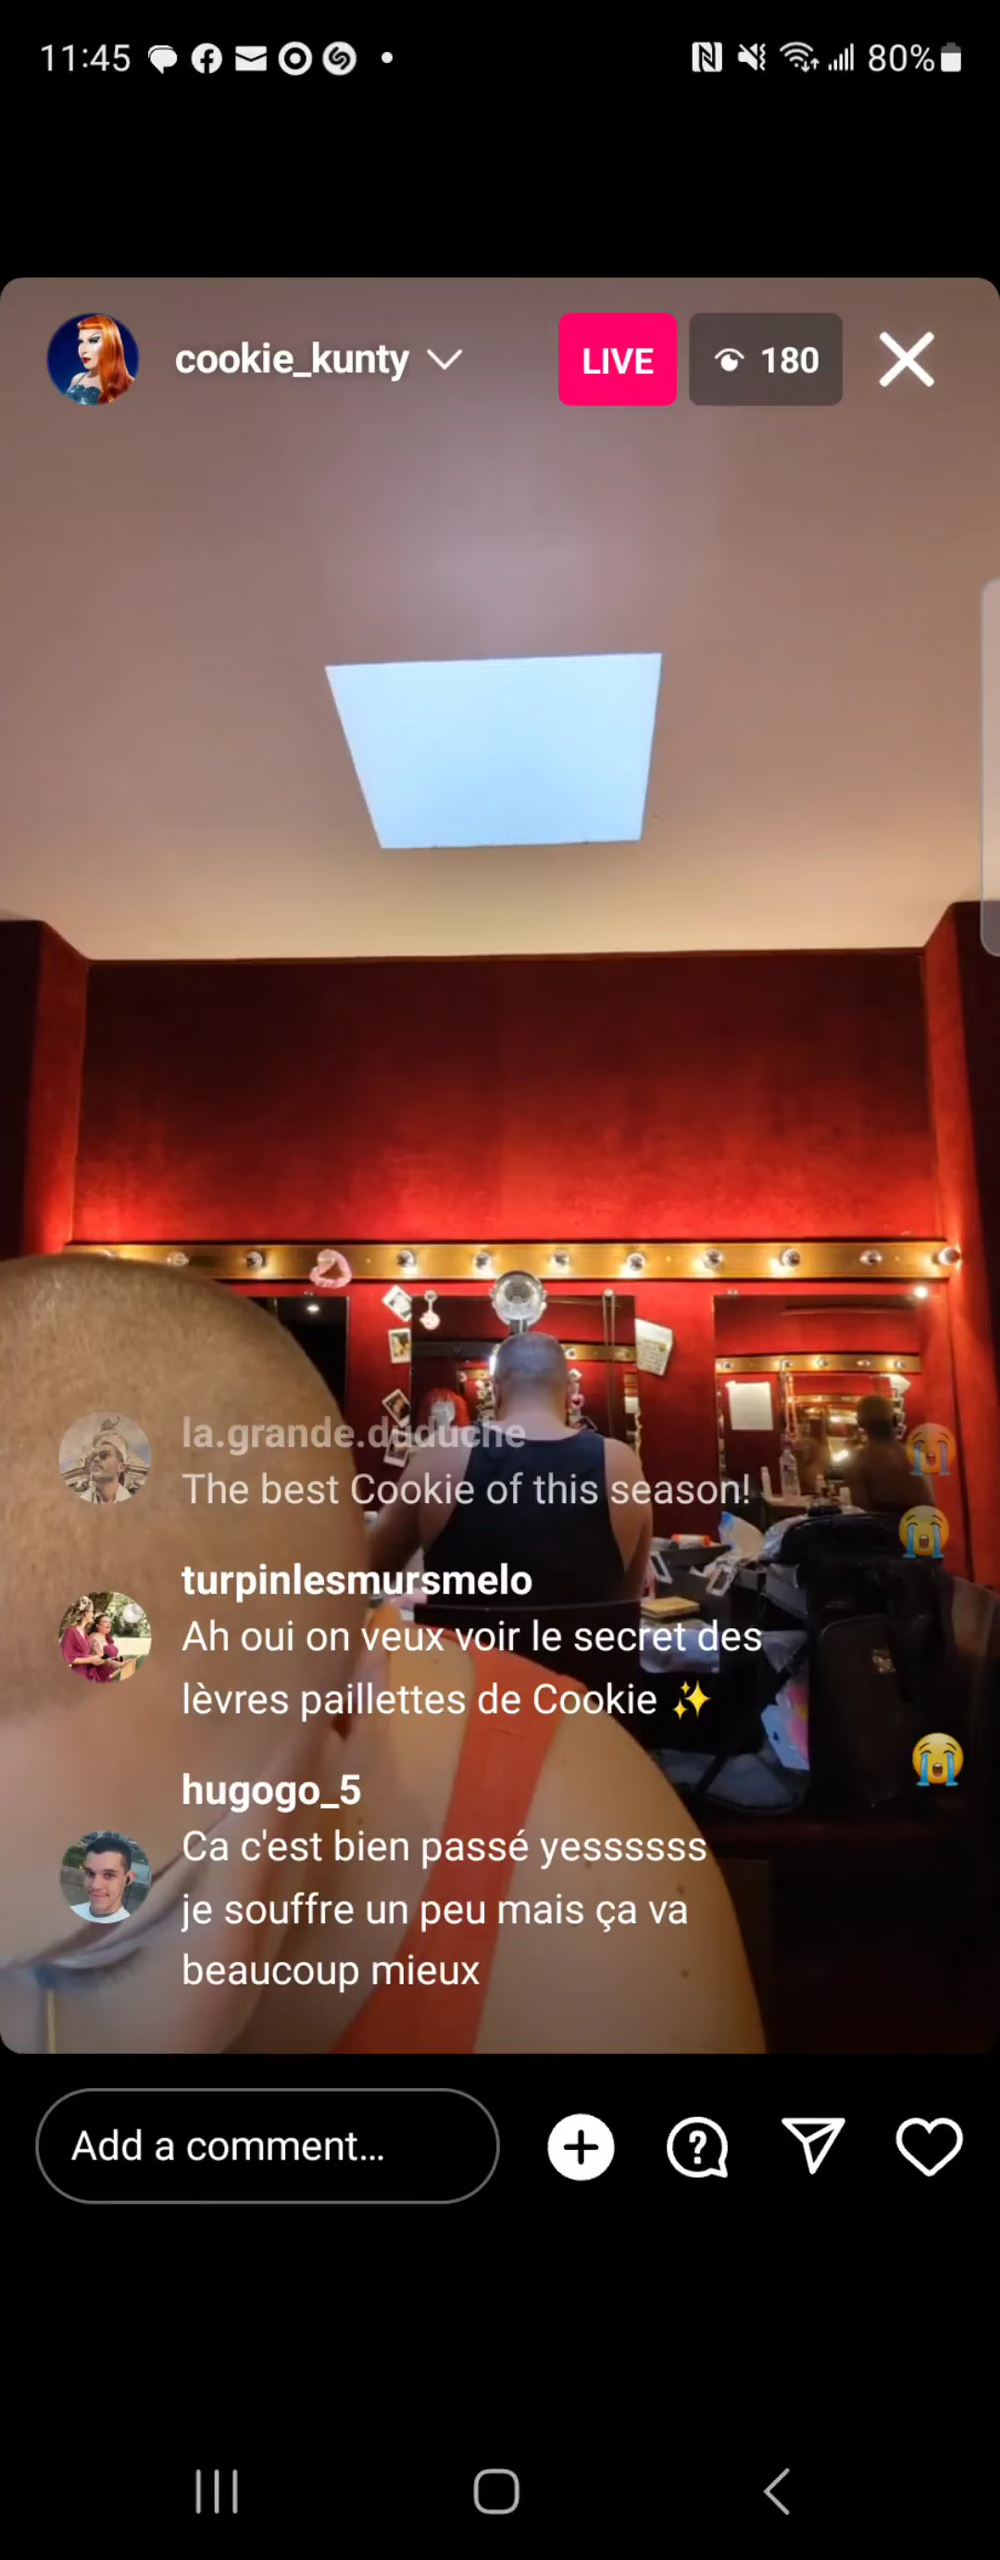 11:45
80%
cookie_kunty
LIVE
180
la.grande.duduche
The best Cookie of this season!
turpinlesmursmelo
Ah oui on veux voir le secret des
lèvres paillettes de Cookie ✨
hugogo_5
Ca c'est bien passé yessssss
je souffre un peu mais ça va
beaucoup mieux
Add a comment...